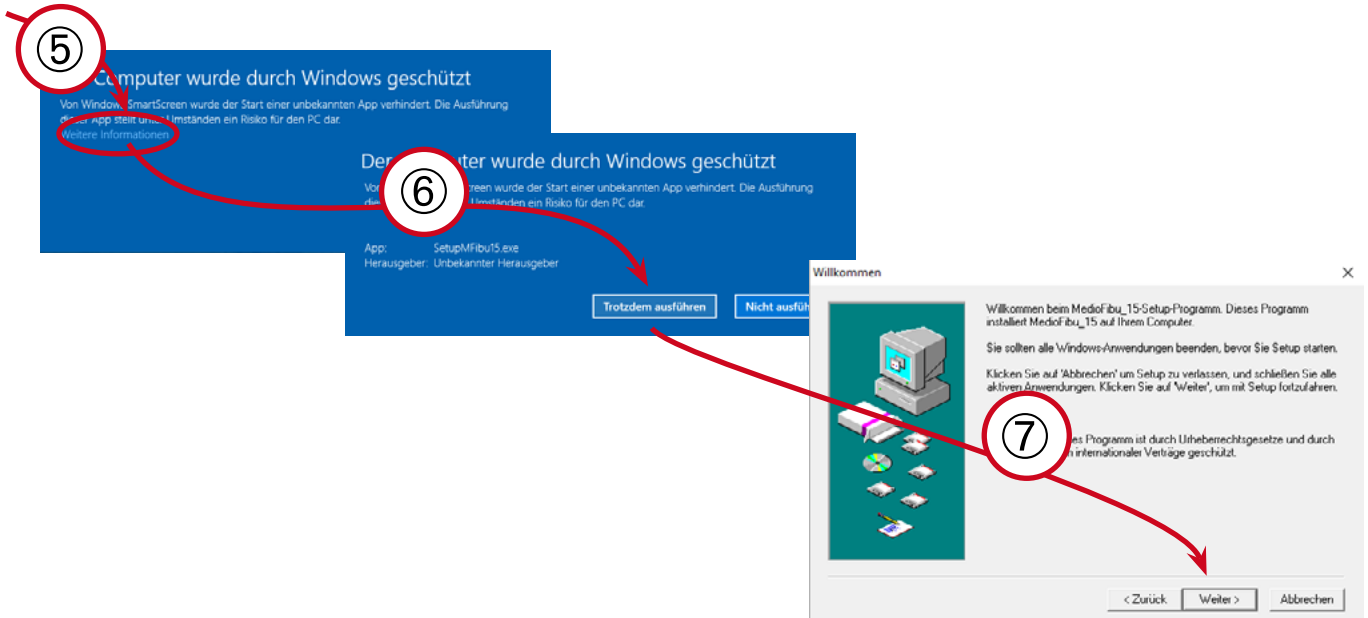 ⑤
Computer wurde durch Windows geschützt
Von Windows SmartScreen wurde der Start einer unbekannten App verhindert. Die Ausführung
dieser App stellt unter Umständen ein Risiko für den PC dar.
Weitere Informationen
⑥
Der wurde durch Windows geschützt
wurde der Start einer unbekannten App verhindert. Die Ausführung
Umständen ein Risiko für den PC dar.
App: SetupMFibu15.exe
Herausgeber: Unbekannter Herausgeber
Trotzdem ausführen
Nicht
Willkommen
Willkommen beim MedioFibu_15-Setup-Programm. Dieses Programm
installiert MedioFibu_15 auf Ihrem Computer.
Sie sollten alle Windows-Anwendungen beenden, bevor Sie Setup starten.
Klicken Sie auf 'Abbrechen' um Setup zu verlassen, und schließen Sie alle
aktiven Anwendungen. Klicken Sie auf 'Weiter', um mit Setup fortzufahren.
⑦
Programm ist durch Urheberrechtsgesetze und durch
internationaler Verträge geschützt.
< Zurück
Weiter >
Abbrechen